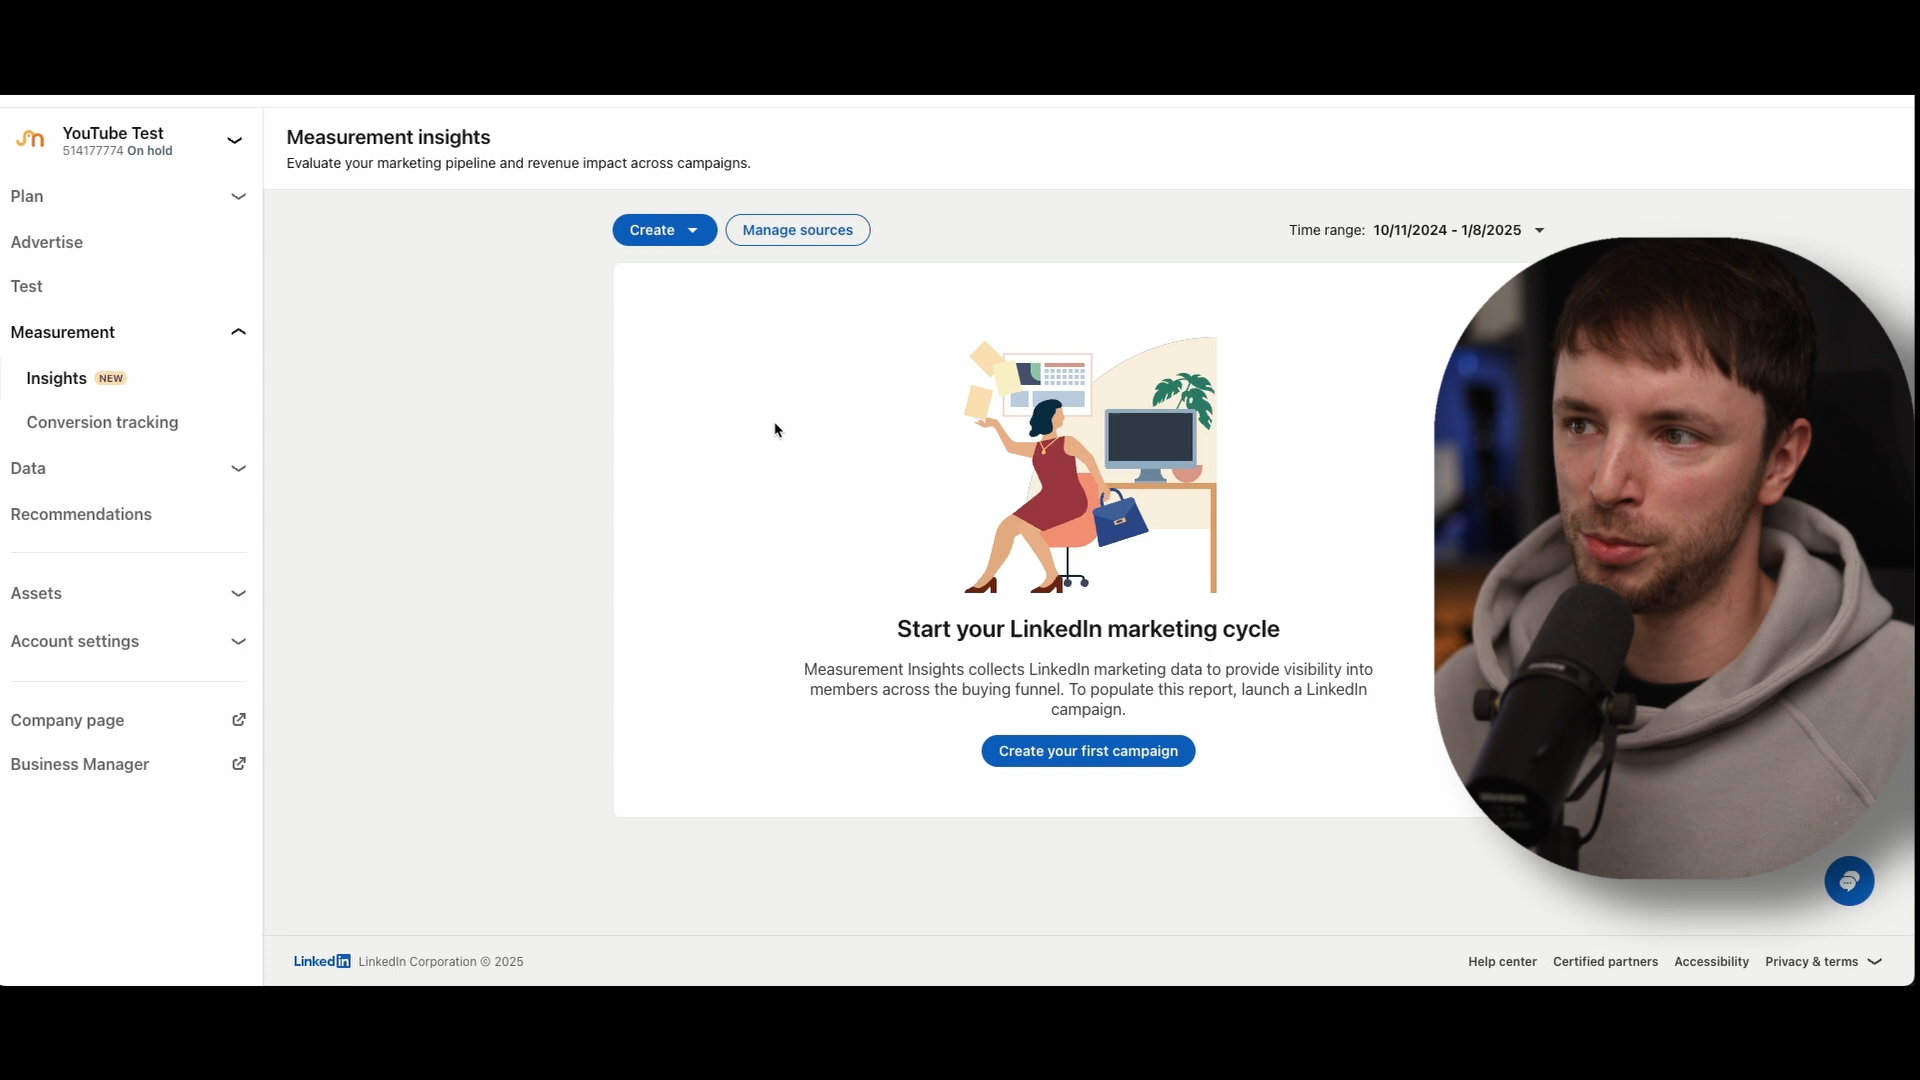 YouTube Test
514177774 On hold
Plan
Advertise
Test
Measurement
Insights NEW
Conversion tracking
Data
Recommendations
Assets
Account settings
Company page
Business Manager
Measurement insights
Evaluate your marketing pipeline and revenue impact across campaigns.
Create
Manage sources
Time range: 10/11/2024 - 1/8/2025
Start your LinkedIn marketing cycle
Measurement Insights collects LinkedIn marketing data to provide visibility into
members across the buying funnel. To populate this report, launch a LinkedIn
campaign.
Create your first campaign
LinkedIn LinkedIn Corporation © 2025
Help center Certified partners Accessibility Privacy & terms